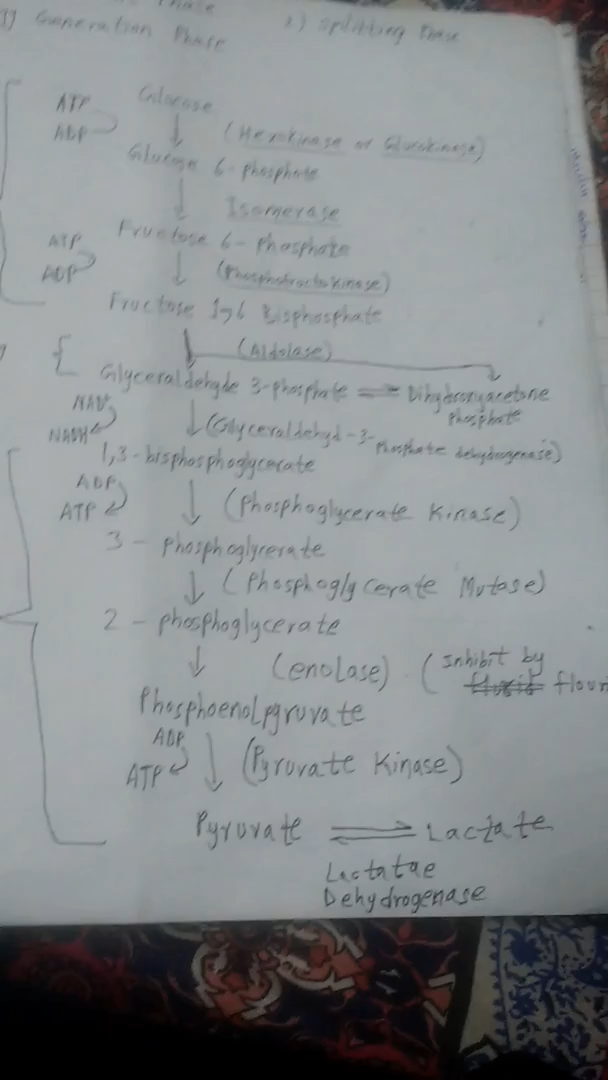 Phase
Generation Phase
2) Splitting Phase
Glucose
ATP
ADP
(Hexokinase or Glucokinase)
Glucose 6-phosphate
Isomerase
Fructose 6-Phosphate
ATP
ADP
(Phosphofructokinase)
Fructose 1,6 Bisphosphate
(Aldolase)
Glyceraldehyde 3-phosphate ⇌ Dihydroxyacetone
Phosphate
NAD⁺
NADH
(Glyceraldehyd-3-Phosphate dehydrogenase)
1,3-bisphosphoglycerate
ADP
ATP
(Phosphoglycerate Kinase)
3-phosphoglycerate
(Phosphoglycerate Mutase)
2-phosphoglycerate
(enolase). (Inhibit by
flour
Phosphoenolpyruvate
ADP
ATP
(Pyruvate Kinase)
Pyruvate ⇌ Lactate
Lactatae
Dehydrogenase